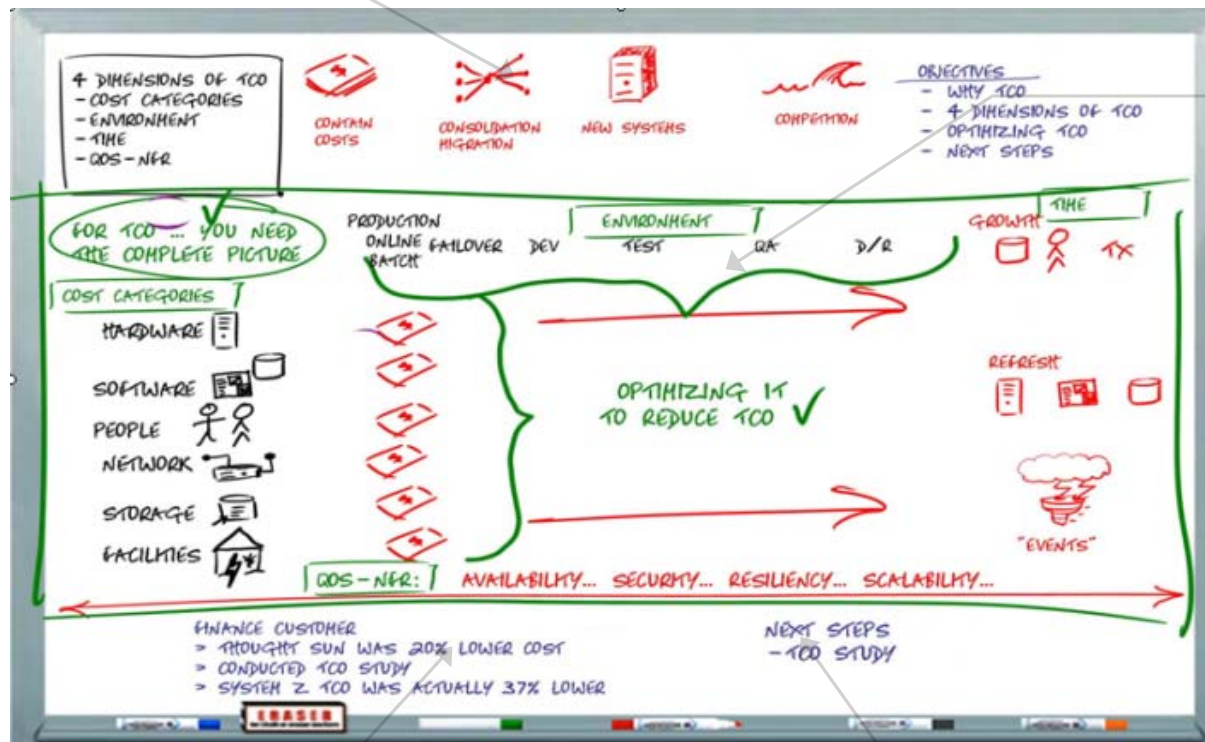 4 DIMENSIONS OF TCO
- COST CATEGORIES
- ENVIRONMENT
- TIME
- QOS-NFR
$
CONTAIN
COSTS
CONSOLIDATION
MIGRATION
NEW SYSTEMS
COMPETITION
OBJECTIVES
- WHY TCO
- 4 DIMENSIONS OF TCO
- OPTIMIZING TCO
- NEXT STEPS
FOR TCO ... YOU NEED
THE COMPLETE PICTURE
PRODUCTION
ONLINE
BATCH
FAILOVER
DEV
ENVIRONMENT
TEST
QA
D/R
TIME
GROWTH
TX
COST CATEGORIES
HARDWARE
$
SOFTWARE
$
PEOPLE
$
NETWORK
$
STORAGE
$
FACILITIES
$
OPTIMIZING IT
TO REDUCE TCO
REFRESH
"EVENTS"
QOS-NFR: AVAILABILITY... SECURITY... RESILIENCY... SCALABILITY...
FINANCE CUSTOMER
> THOUGHT SUN WAS 20% LOWER COST
> CONDUCTED TCO STUDY
> SYSTEM Z TCO WAS ACTUALLY 37% LOWER
NEXT STEPS
- TCO STUDY
ERASER